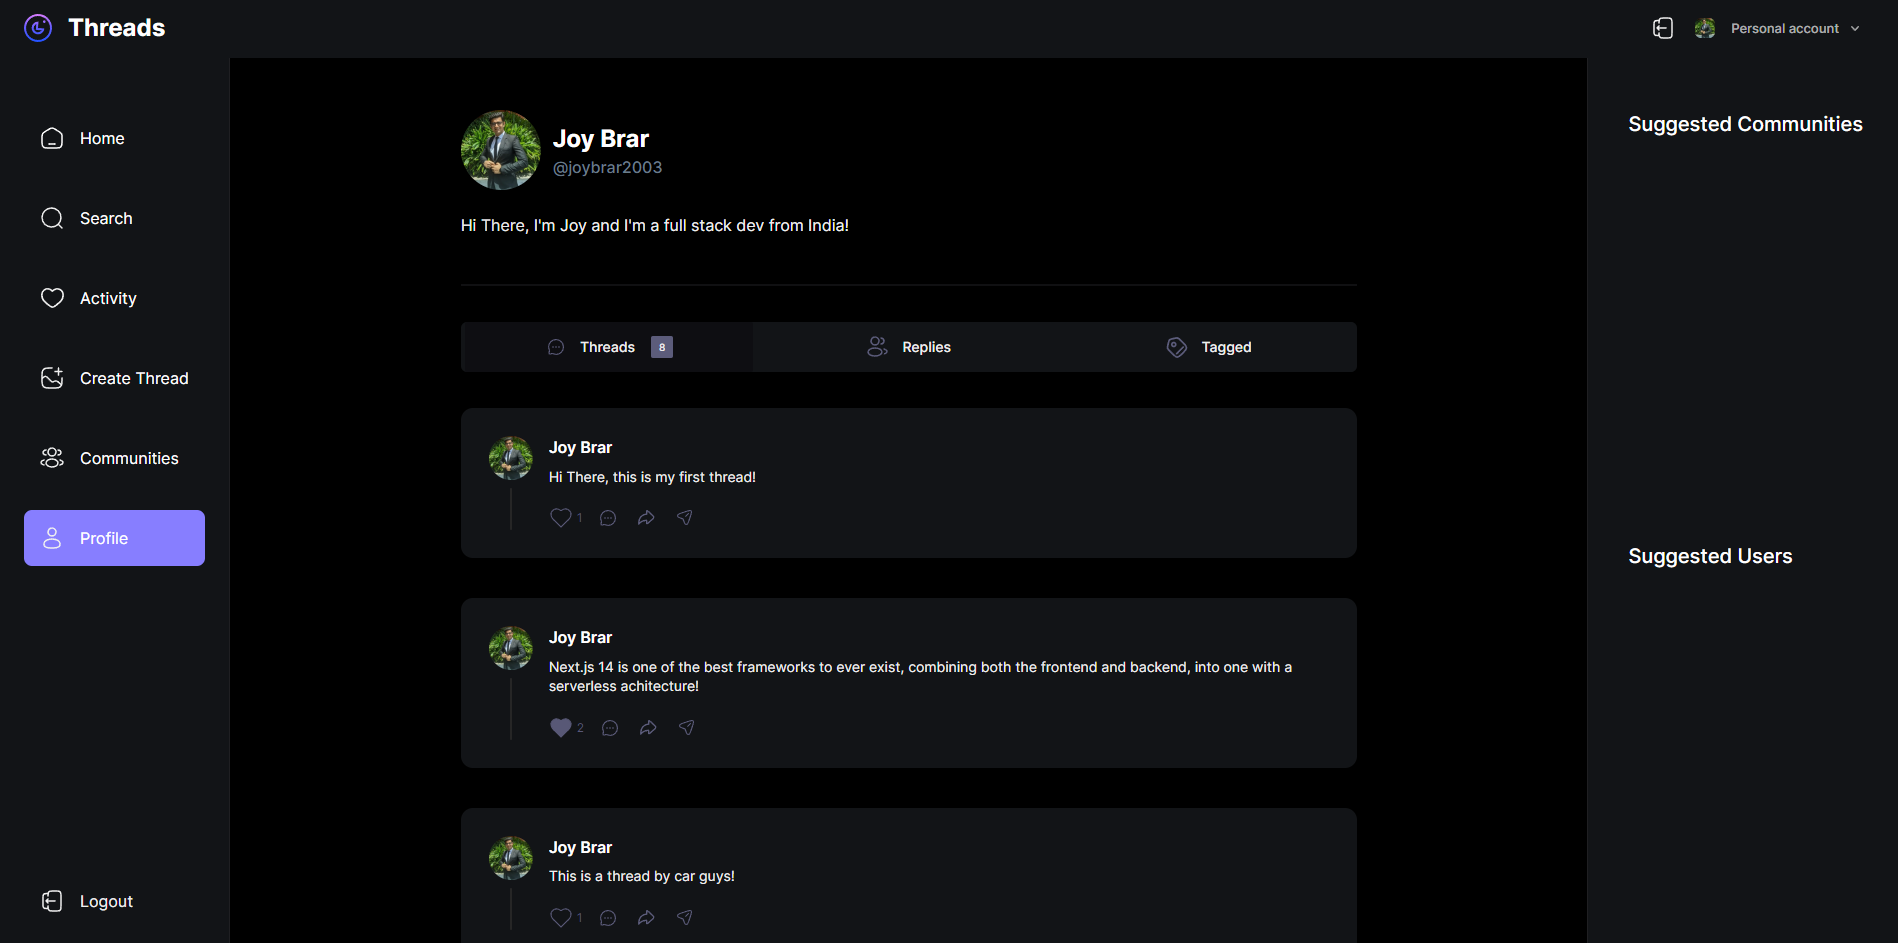 Threads
Personal account
Home
Search
Activity
Create Thread
Communities
Profile
Logout
Joy Brar
@joybrar2003
Hi There, I'm Joy and I'm a full stack dev from India!
Threads 8
Replies
Tagged
Joy Brar
Hi There, this is my first thread!
1
Joy Brar
Next.js 14 is one of the best frameworks to ever exist, combining both the frontend and backend, into one with a
serverless achitecture!
2
Joy Brar
This is a thread by car guys!
1
Suggested Communities
Suggested Users